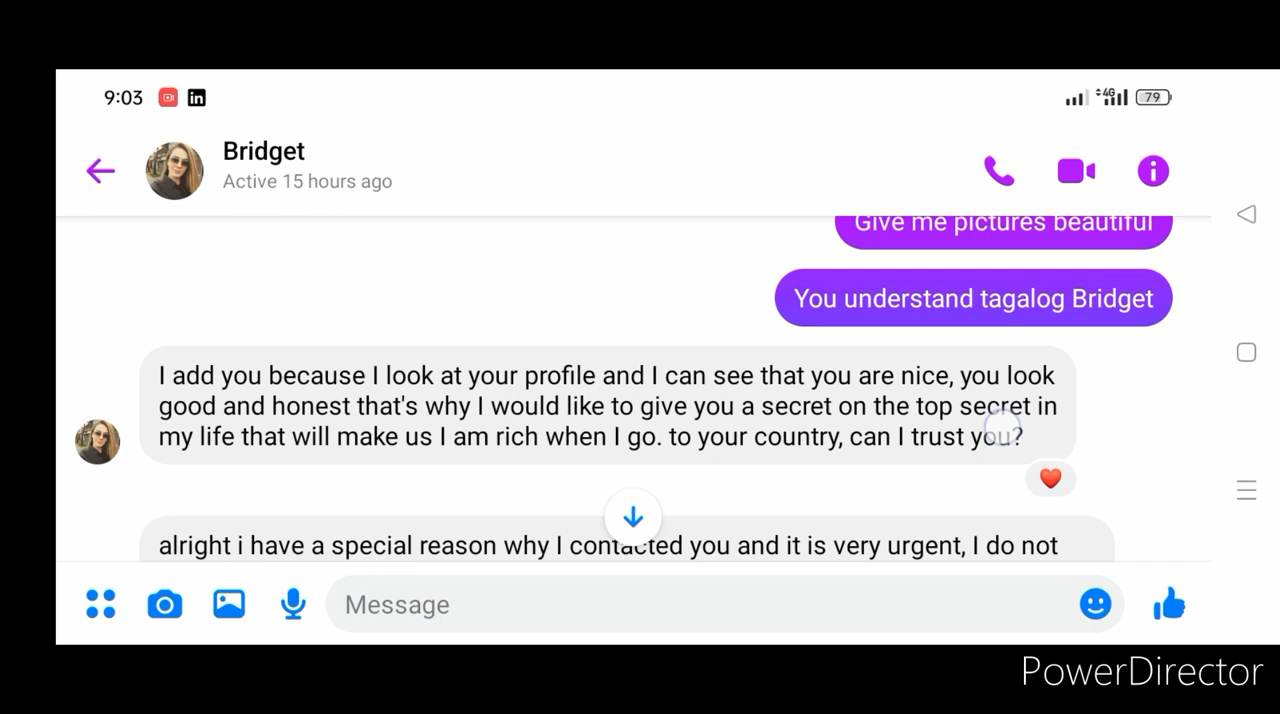 9:03
in
4G
79
Bridget
Active 15 hours ago
Give me pictures beautiful
You understand tagalog Bridget
I add you because I look at your profile and I can see that you are nice, you look
good and honest that's why I would like to give you a secret on the top secret in
my life that will make us I am rich when I go. to your country, can I trust you?
alright i have a special reason why I contacted you and it is very urgent, I do not
Message
PowerDirector